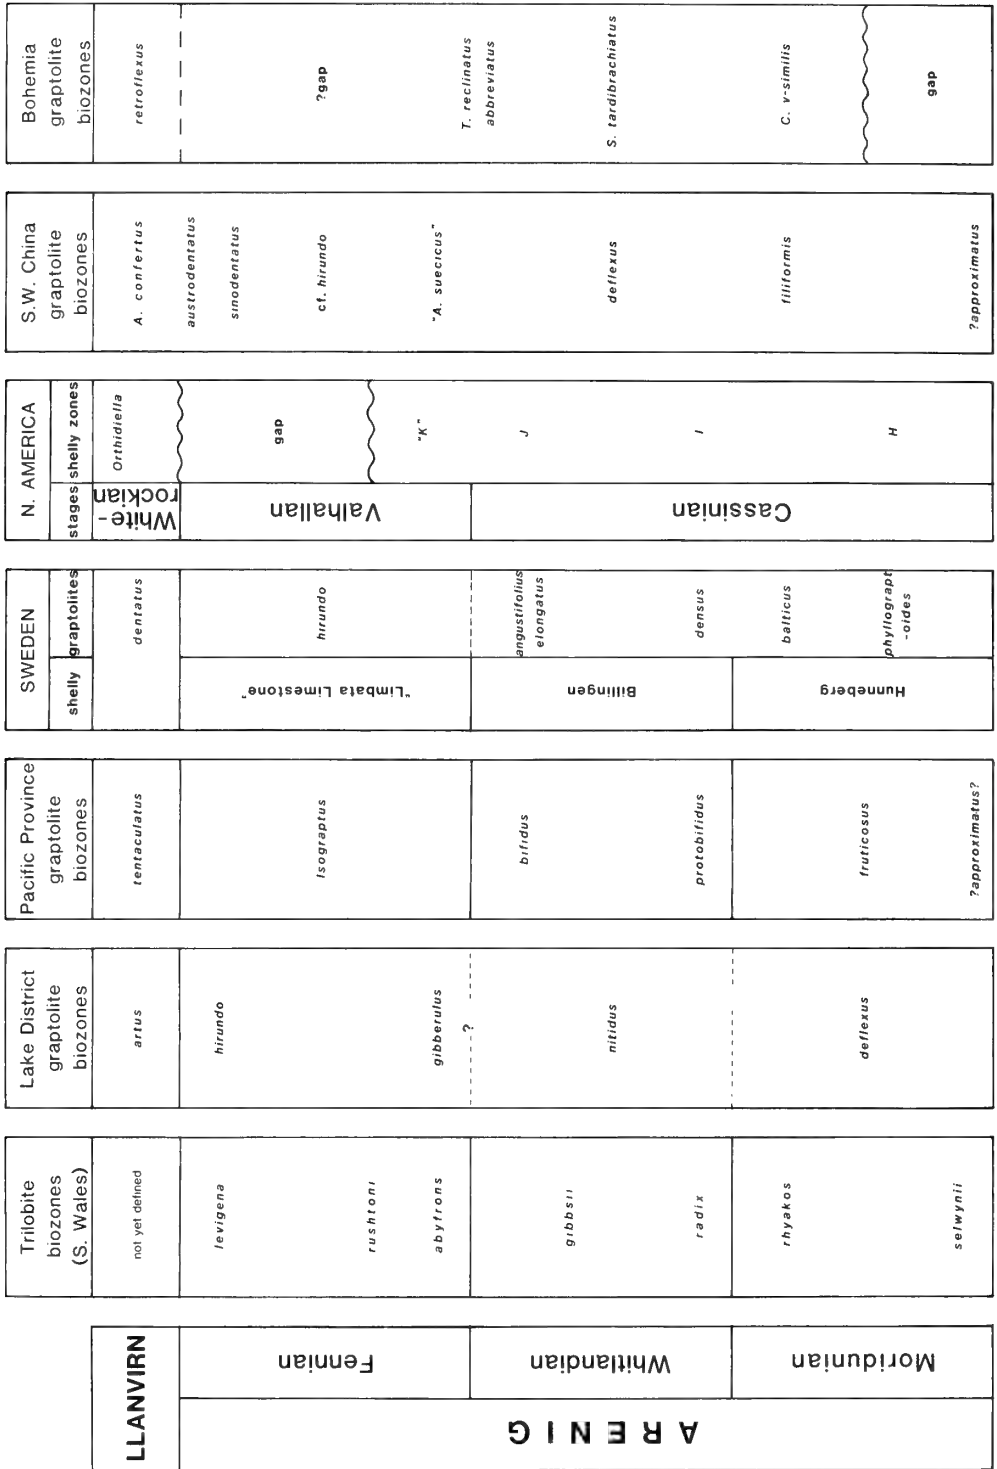 LLANVIRN
ARENIG
Fennian
Whitlandian
Moridunian
Trilobite
biozones
(S. Wales)
not yet defined
levigena
rushtoni
abyfrons
gibbsii
radix
rhyakos
selwynii
Lake District
graptolite
biozones
artus
hirundo
gibberulus
?
nitidus
deflexus
Pacific Province
graptolite
biozones
tentaculatus
Isograptus
bifidus
protobifidus
fruticosus
?approximatus?
SWEDEN
shelly
graptolites
"Limbata Limestone"
Billingen
Hunneberg
dentatus
hirundo
angustifolius
elongatus
densus
balticus
phyllograpt
-oides
N. AMERICA
stages
shelly zones
White-
rockian
Valhallan
Cassinian
Orthidiella
gap
"K"
J
I
H
S.W. China
graptolite
biozones
A. confertus
austrodentatus
sinodentatus
cf. hirundo
"A. suecicus"
deflexus
filiformis
?approximatus
Bohemia
graptolite
biozones
retroflexus
?gap
T. reclinatus
abbreviatus
S. tardibrachiatus
C. v-similis
gap